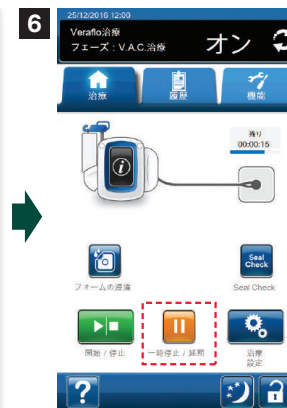 6
25/12/2016 12:00
Veraflo治療
フェーズ：V.A.C.治療
オン
治療
履歴
機能
残り
00:00:15
i
フォームの浸漬
Seal Check
Seal Check
開始 / 停止
一時停止 / 延期
治療
設定
?